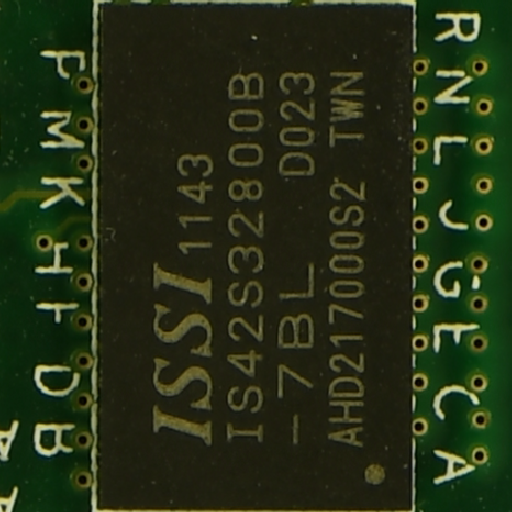 ISSI 1143
IS42S32800B
-7BL D023
AHD217000S2 TWN
P M K H F D B
R N L J G E C A